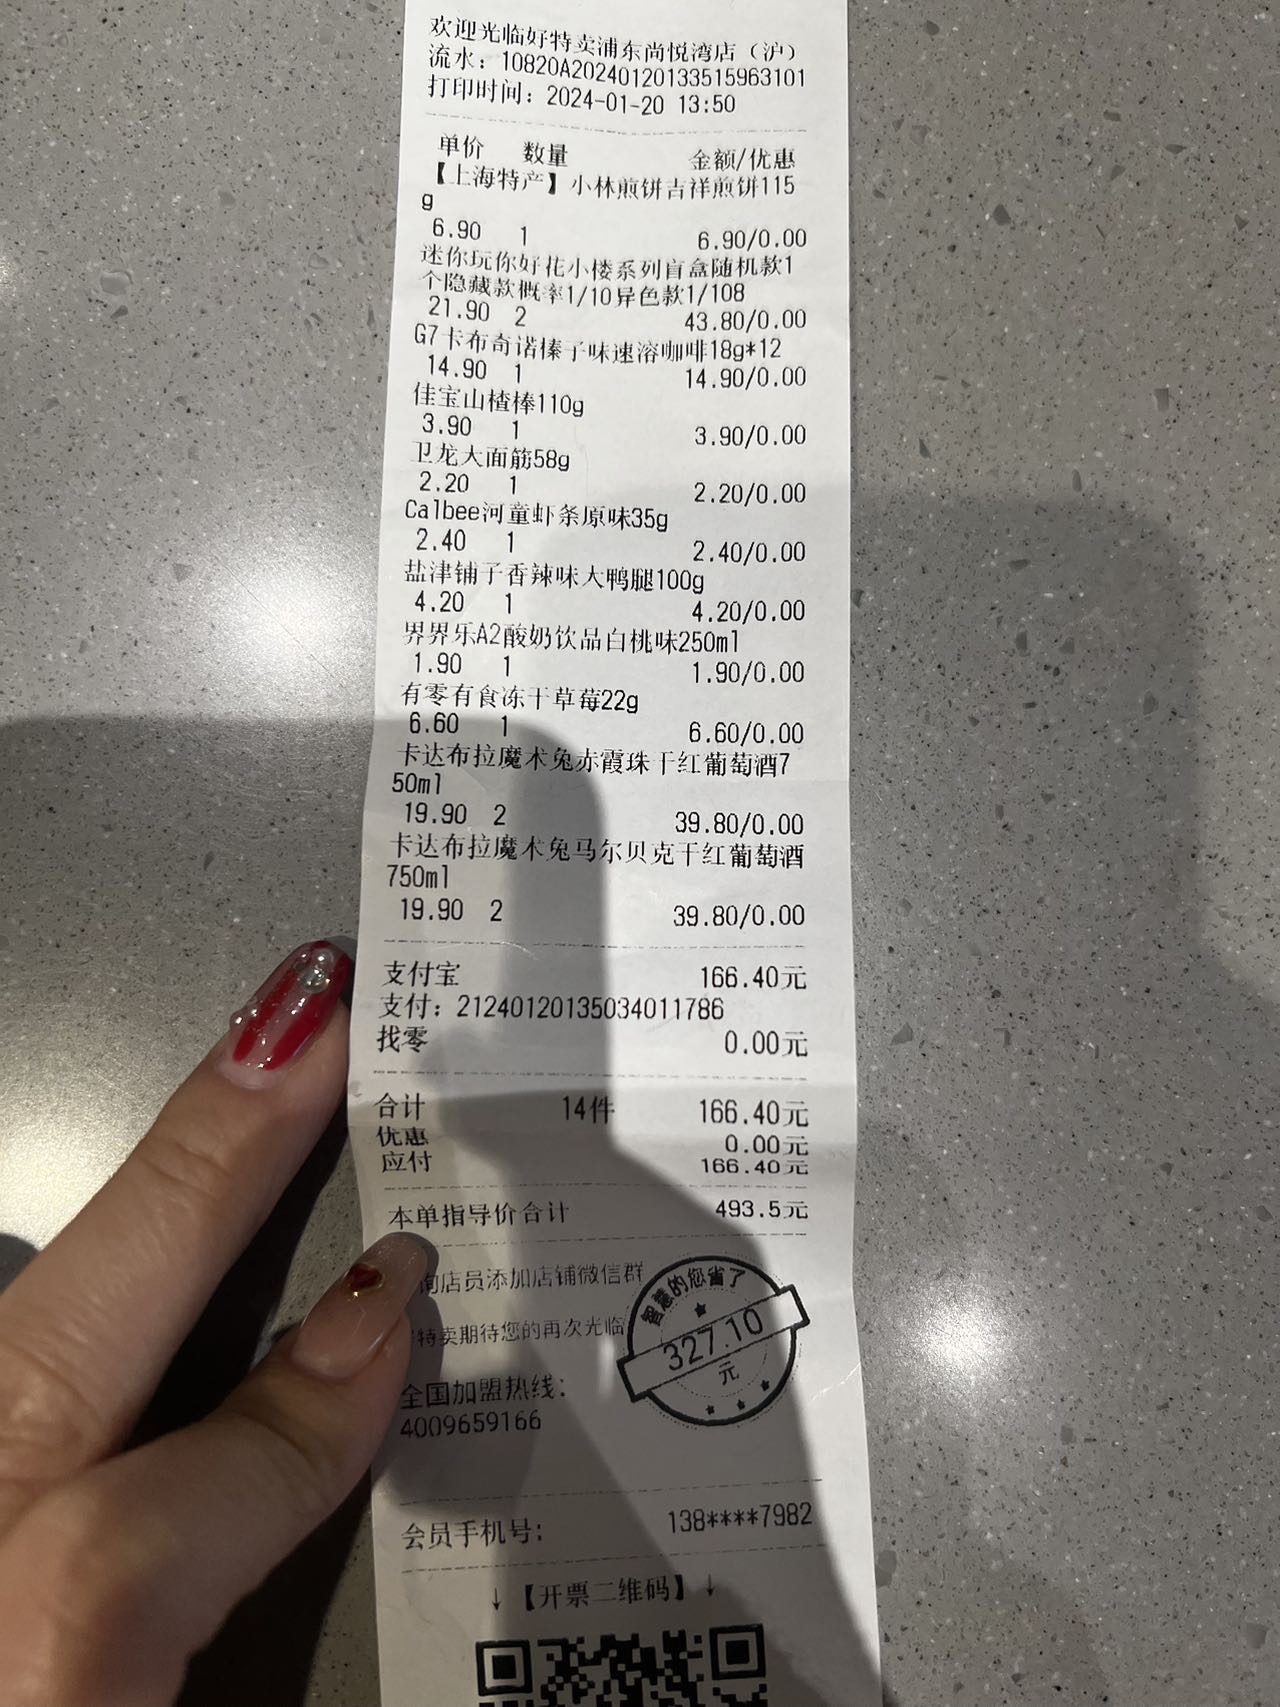 欢迎光临好特卖浦东尚悦湾店（沪）
流水：10820A20240120133515963101
打印时间：2024-01-20 13:50
单价 数量 金额/优惠
【上海特产】小林煎饼吉祥煎饼115
g
6.90 1 6.90/0.00
迷你玩你好花小楼系列盲盒随机款1
个隐藏款概率1/10异色款1/108
21.90 2 43.80/0.00
G7卡布奇诺榛子味速溶咖啡18g*12
14.90 1 14.90/0.00
佳宝山楂棒110g
3.90 1 3.90/0.00
卫龙大面筋58g
2.20 1 2.20/0.00
Calbee河童虾条原味35g
2.40 1 2.40/0.00
盐津铺子香辣味大鸭腿100g
4.20 1 4.20/0.00
界界乐A2酸奶饮品白桃味250ml
1.90 1 1.90/0.00
有零有食冻干草莓22g
6.60 1 6.60/0.00
卡达布拉魔术兔赤霞珠干红葡萄酒7
50ml
19.90 2 39.80/0.00
卡达布拉魔术兔马尔贝克干红葡萄酒
750ml
19.90 2 39.80/0.00
支付宝 166.40元
支付：2124012013503401178​6
找零 0.00元
合计 14件 166.40元
优惠 0.00元
应付 166.40元
本单指导价合计 493.5元
询店员添加店铺微信群
特卖期待您的再次光临
智慧的您省了
327.10
元
全国加盟热线：
4009659166
会员手机号： 138****7982
↓【开票二维码】↓